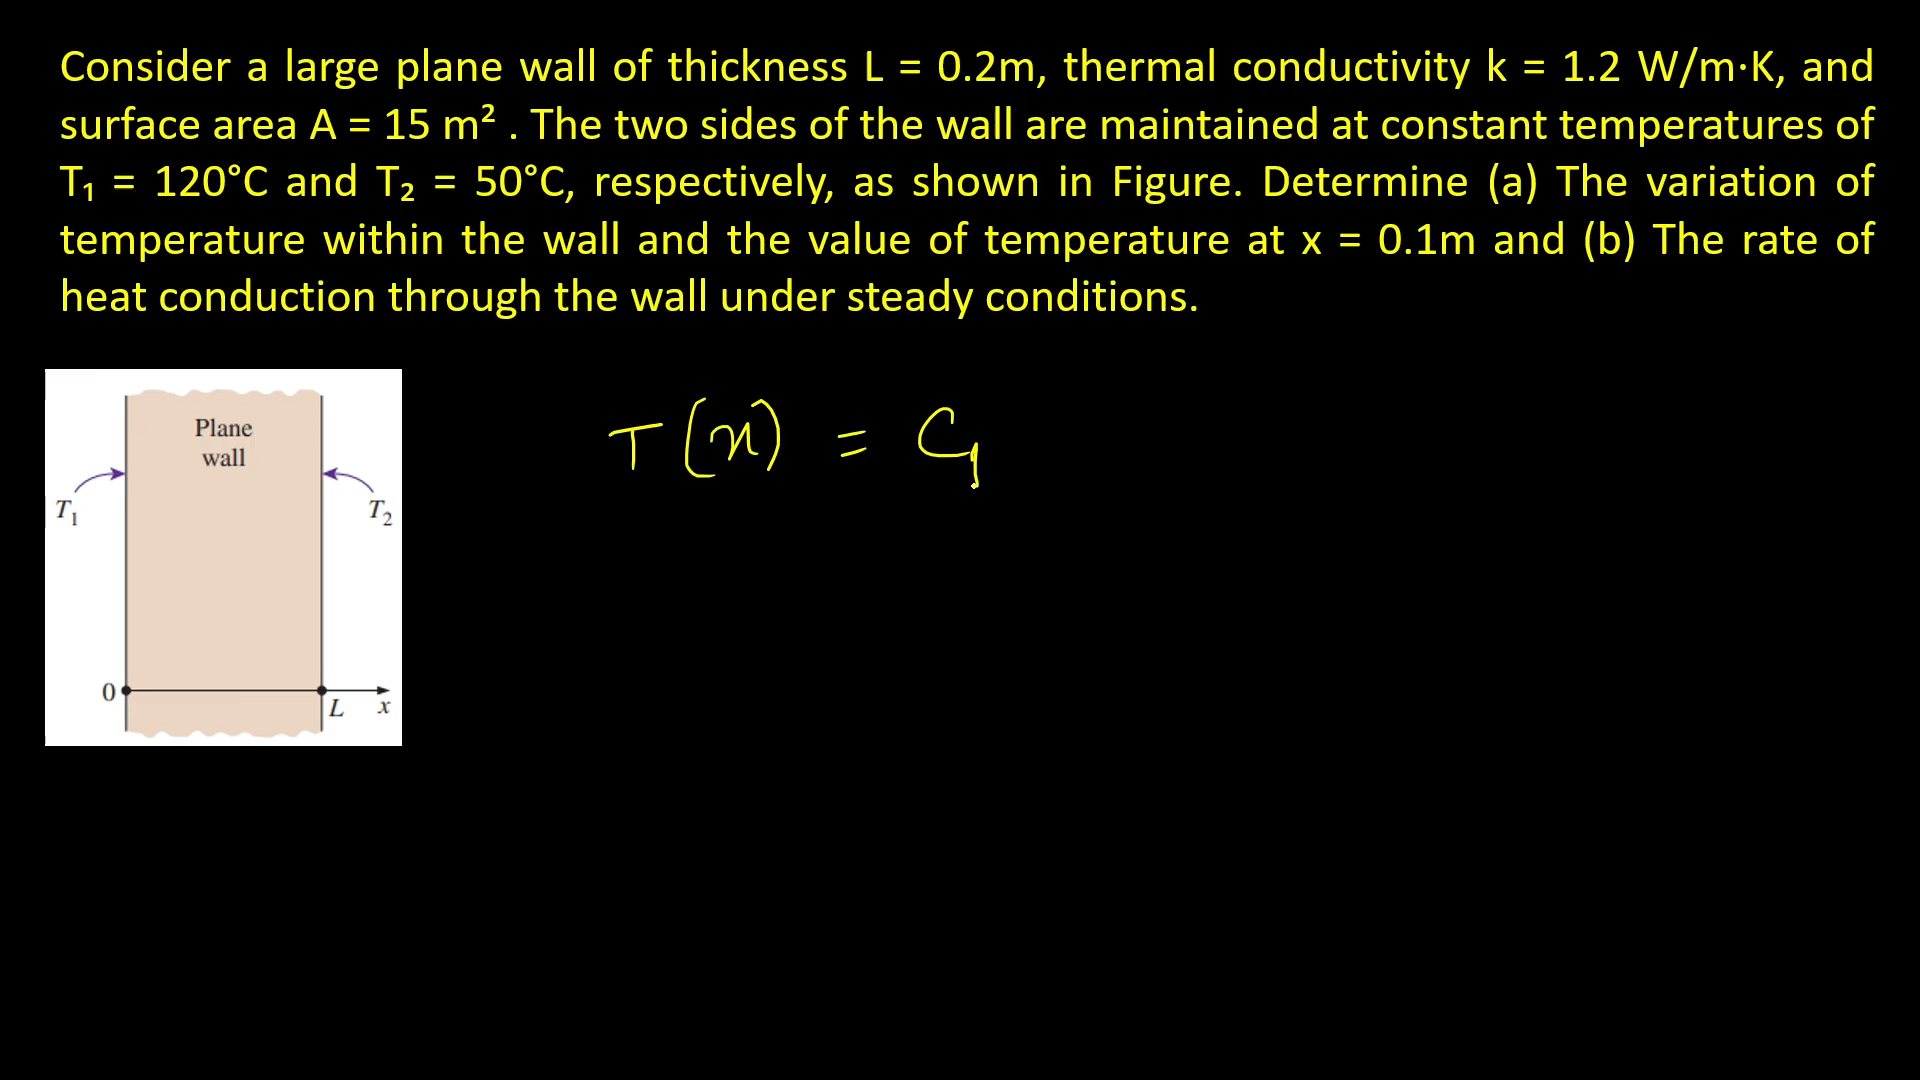 Consider a large plane wall of thickness L = 0.2m, thermal conductivity k = 1.2 W/m·K, and
surface area A = 15 m² . The two sides of the wall are maintained at constant temperatures of
T₁ = 120°C and T₂ = 50°C, respectively, as shown in Figure. Determine (a) The variation of
temperature within the wall and the value of temperature at x = 0.1m and (b) The rate of
heat conduction through the wall under steady conditions.
Plane
wall
T₁
T₂
0
L
x
T(x) = C₁